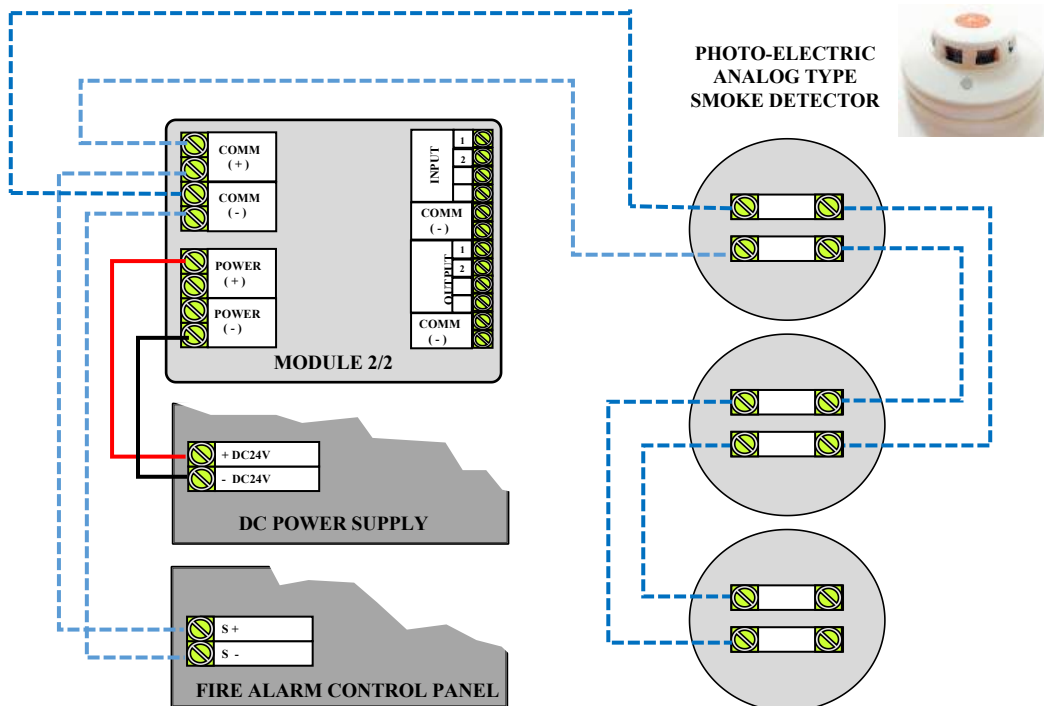 PHOTO-ELECTRIC
ANALOG TYPE
SMOKE DETECTOR
COMM
( + )
COMM
( - )
POWER
( + )
POWER
( - )
INPUT
1
2
COMM
( - )
OUTPUT
1
2
COMM
( - )
MODULE 2/2
+ DC24V
- DC24V
DC POWER SUPPLY
S +
S -
FIRE ALARM CONTROL PANEL